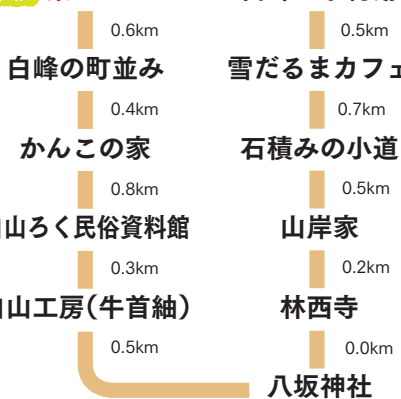 0.6km
0.5km
白峰の町並み
雪だるまカフェ
0.4km
0.7km
かんこの家
石積みの小道
0.8km
0.5km
山ろく民俗資料館
山岸家
0.3km
0.2km
山工房(牛首紬)
林西寺
0.5km
0.0km
八坂神社